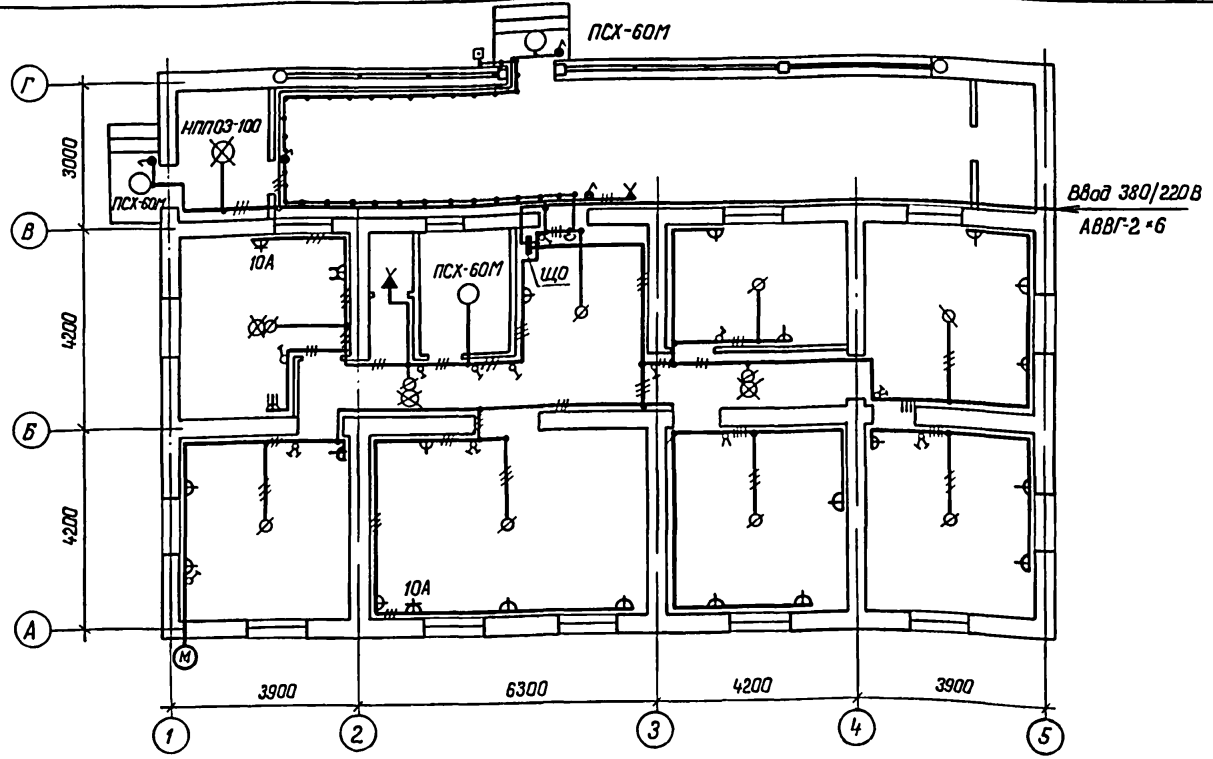 ПСХ-60М
Г
НПП03-100
3000
ПСХ-60М
Ввод 380/220В
АВВГ-2×6
В
10А
ПСХ-60М
ЩО
4200
Б
4200
10А
А
М
3900
6300
4200
3900
1
2
3
4
5